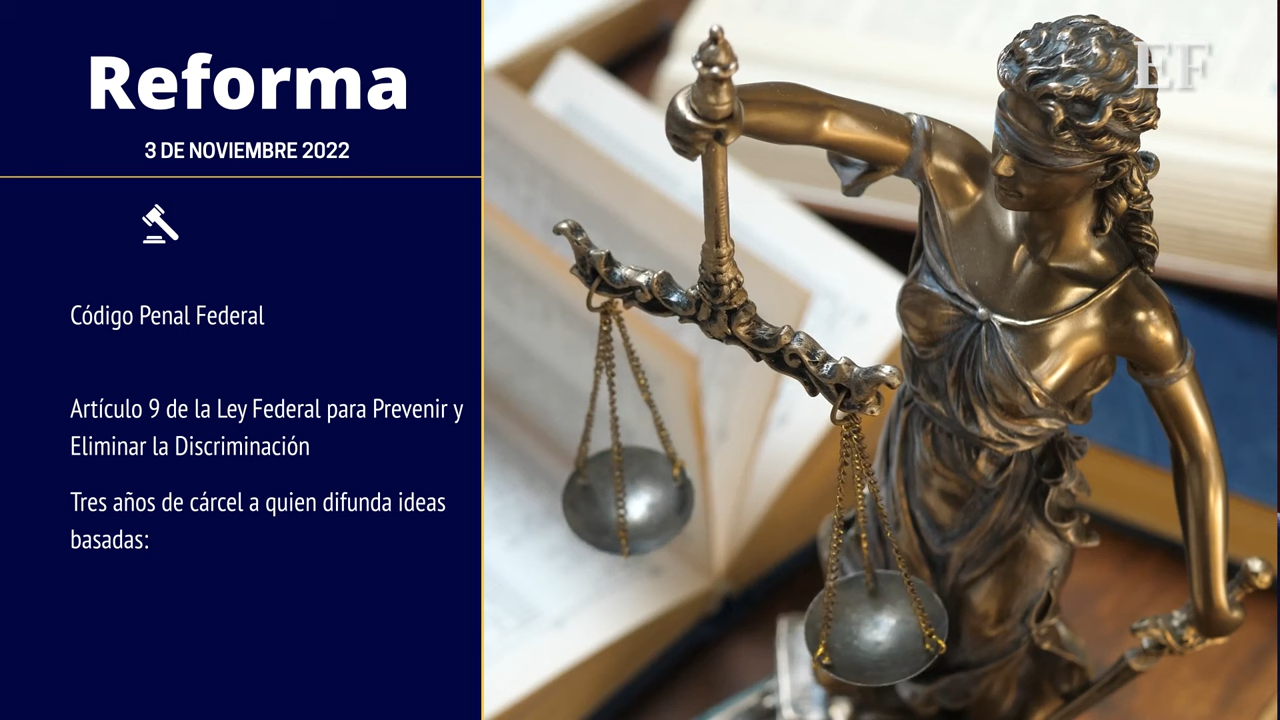 Reforma
3 DE NOVIEMBRE 2022
Código Penal Federal
Artículo 9 de la Ley Federal para Prevenir y
Eliminar la Discriminación
Tres años de cárcel a quien difunda ideas
basadas:
EF